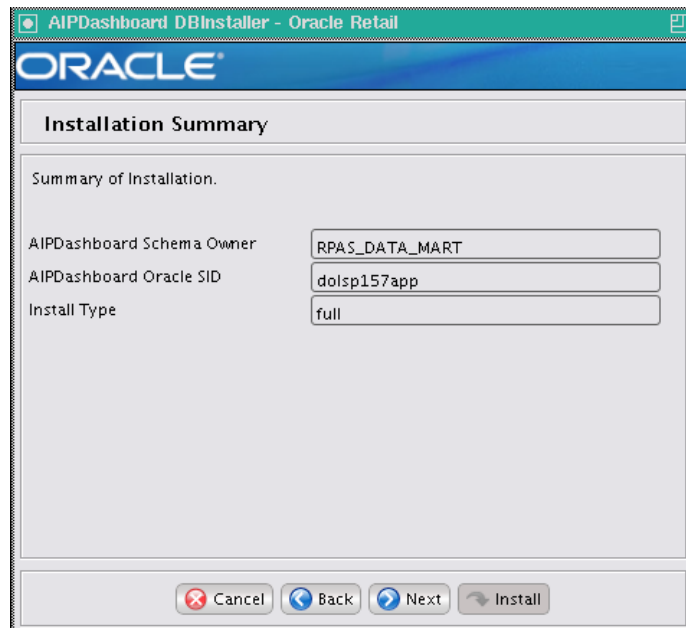 AIPDashboard DBInstaller - Oracle Retail
ORACLE®
Installation Summary
Summary of Installation.
AIPDashboard Schema Owner RPAS_DATA_MART
AIPDashboard Oracle SID dolsp157app
Install Type full
Cancel Back Next Install